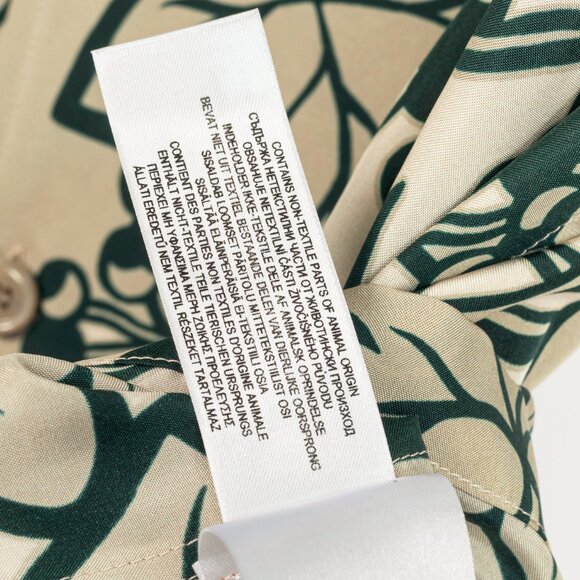 CONTAINS NON-TEXTILE PARTS OF ANIMAL ORIGIN
СЪДЪРЖА НЕТЕКСТИЛНИ ЧАСТИ ОТ ЖИВОТИНСКИ ПРОИЗХОД
OBSAHUJE NETEXTILNÍ ČÁSTI ŽIVOČIŠNÉHO PŮVODU
INDEHOLDER IKKE-TEKSTILE DELE AF ANIMALSK OPRINDELSE
BEVAT NIET UIT TEXTIEL BESTAANDE DELEN VAN DIERLIJKE OORSPRONG
SISALDAB LOOMSET PÄRITOLU MITTETEKSTIILIST OSI
SISÄLTÄÄ ELÄINPERÄISIÄ EI-TEKSTIILI OSIA
CONTIENT DES PARTIES NON TEXTILES D'ORIGINE ANIMALE
ENTHÄLT NICHT-TEXTILE TEILE TIERISCHEN URSPRUNGS
ΠΕΡΙΕΧΕΙ ΜΗ ΥΦΑΝΣΙΜΑ ΜΕΡΗ ΖΩΙΚΗΣ ΠΡΟΕΛΕΥΣΗΣ
ÁLLATI EREDETŰ NEM TEXTIL RÉSZEKET TARTALMAZ